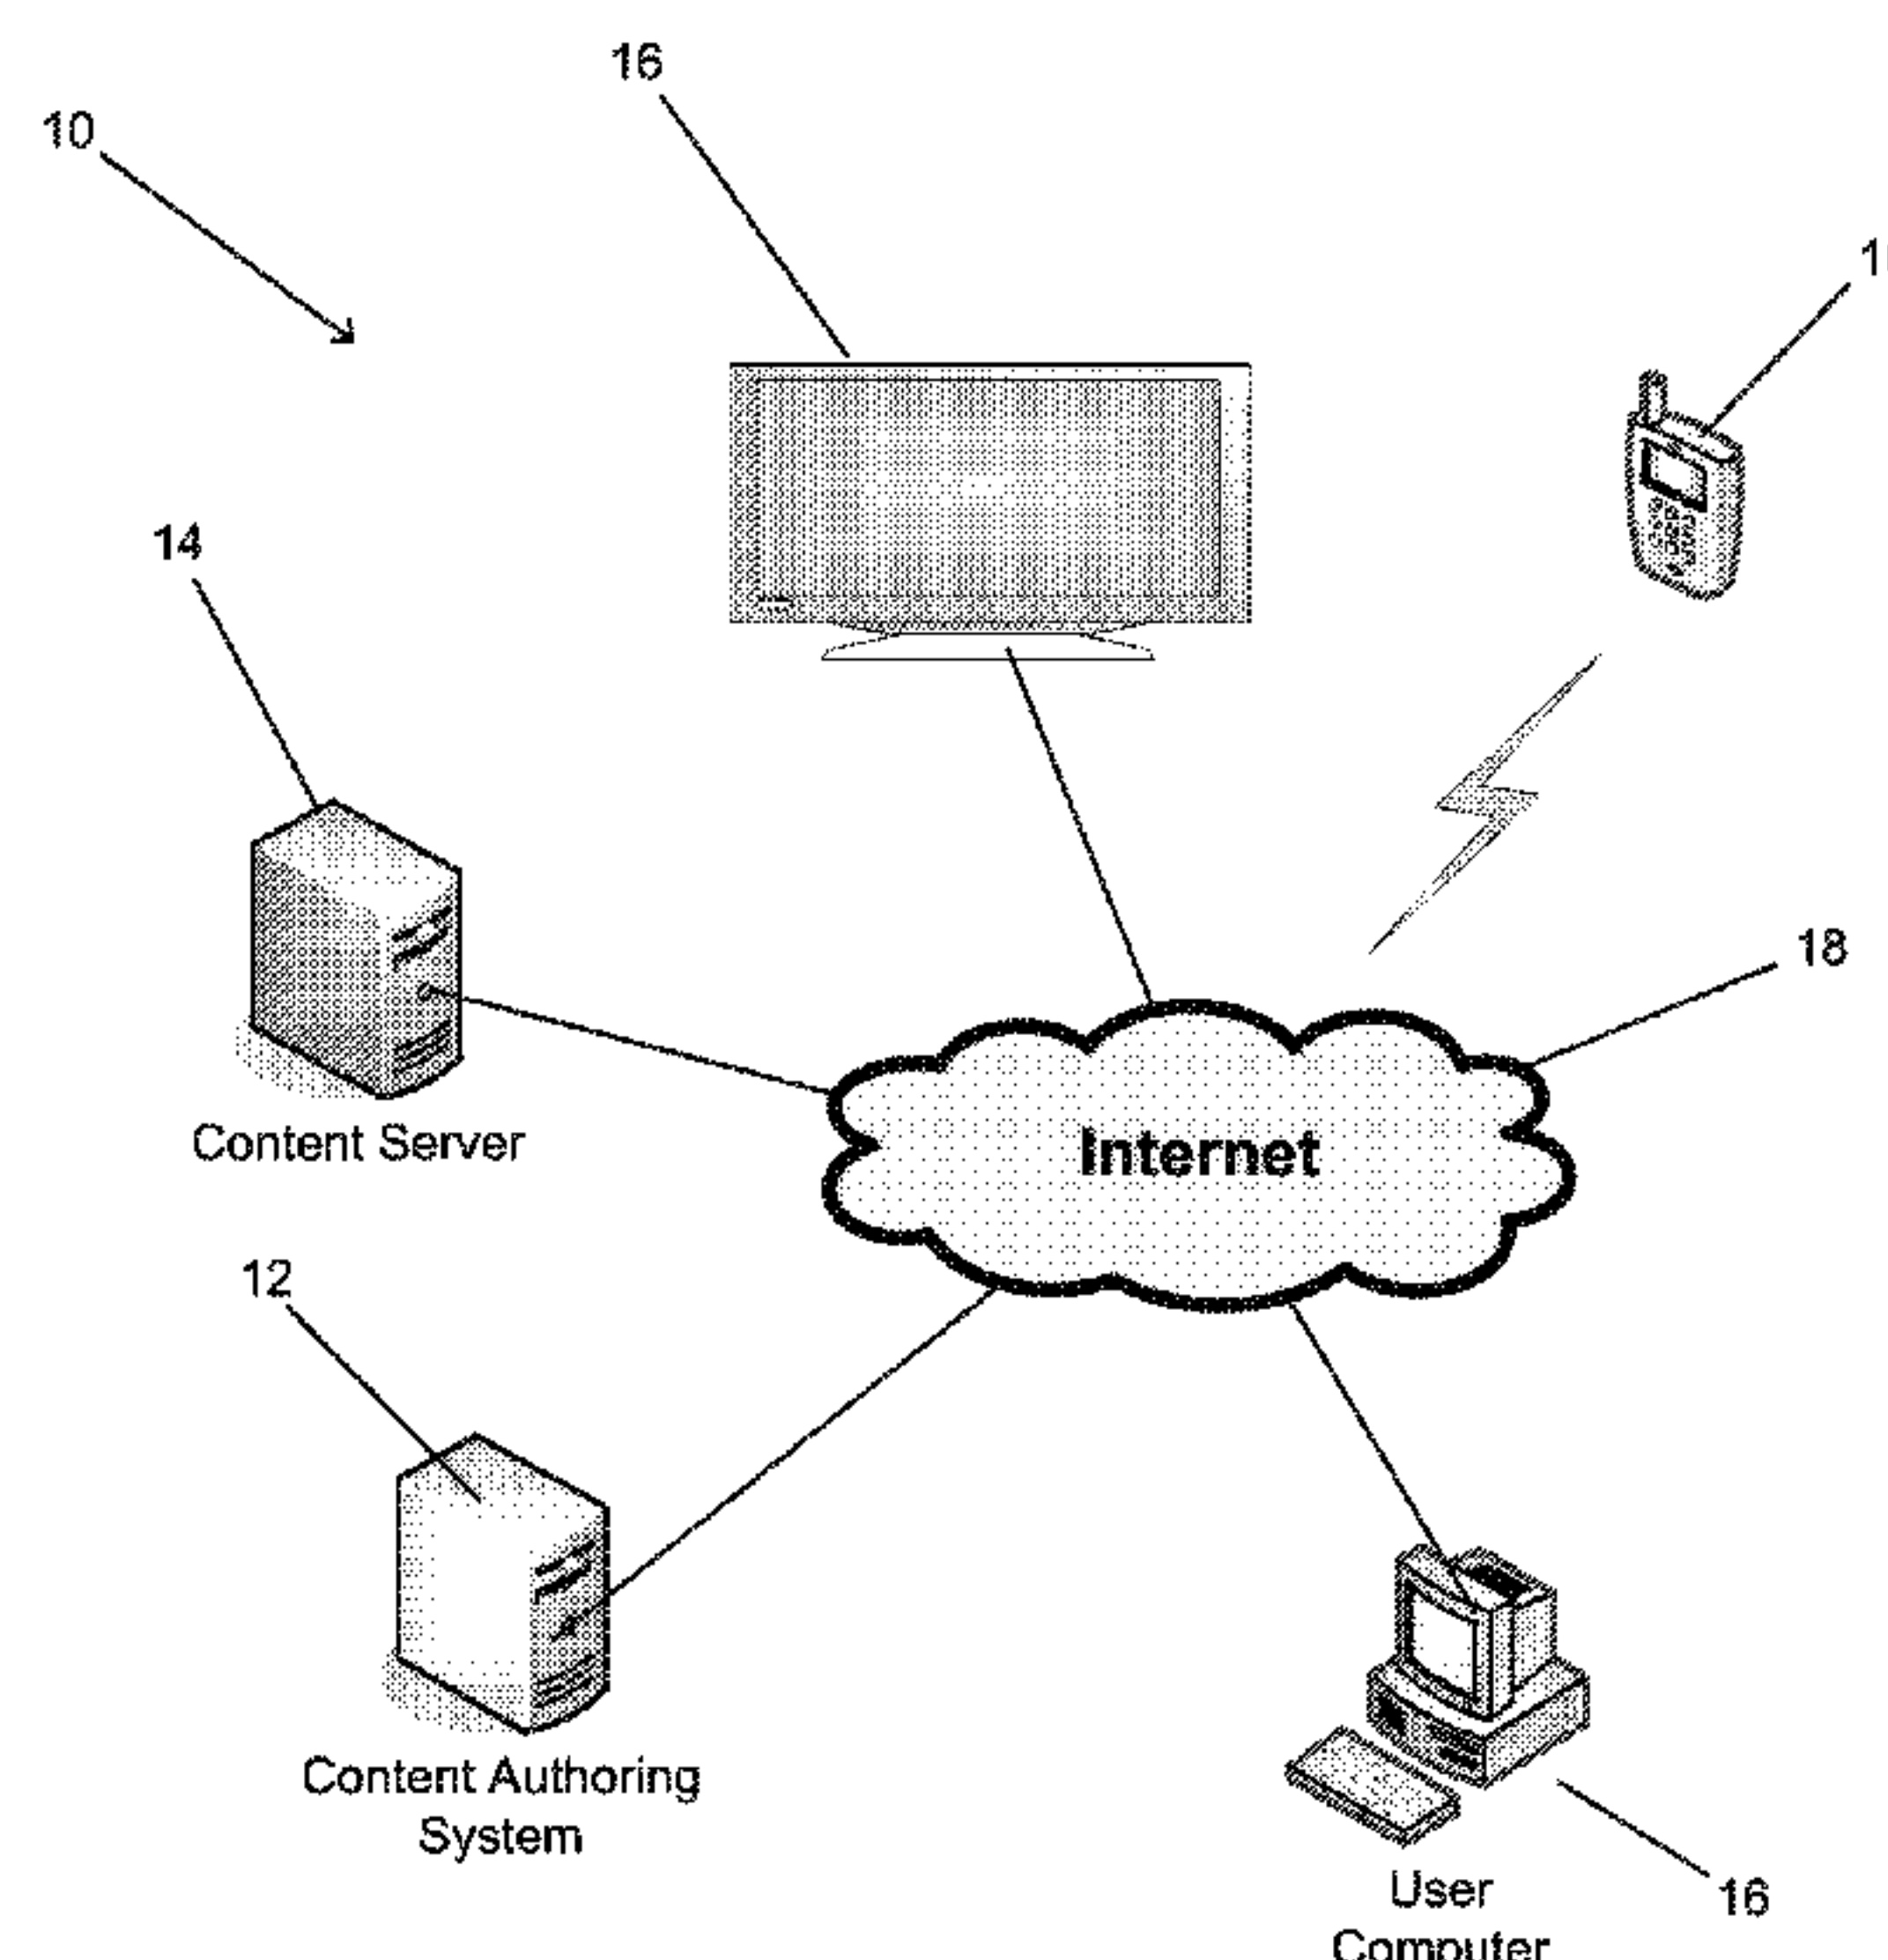 16
10
14
18
Content Server
Internet
12
Content Authoring
System
16
User
Computer